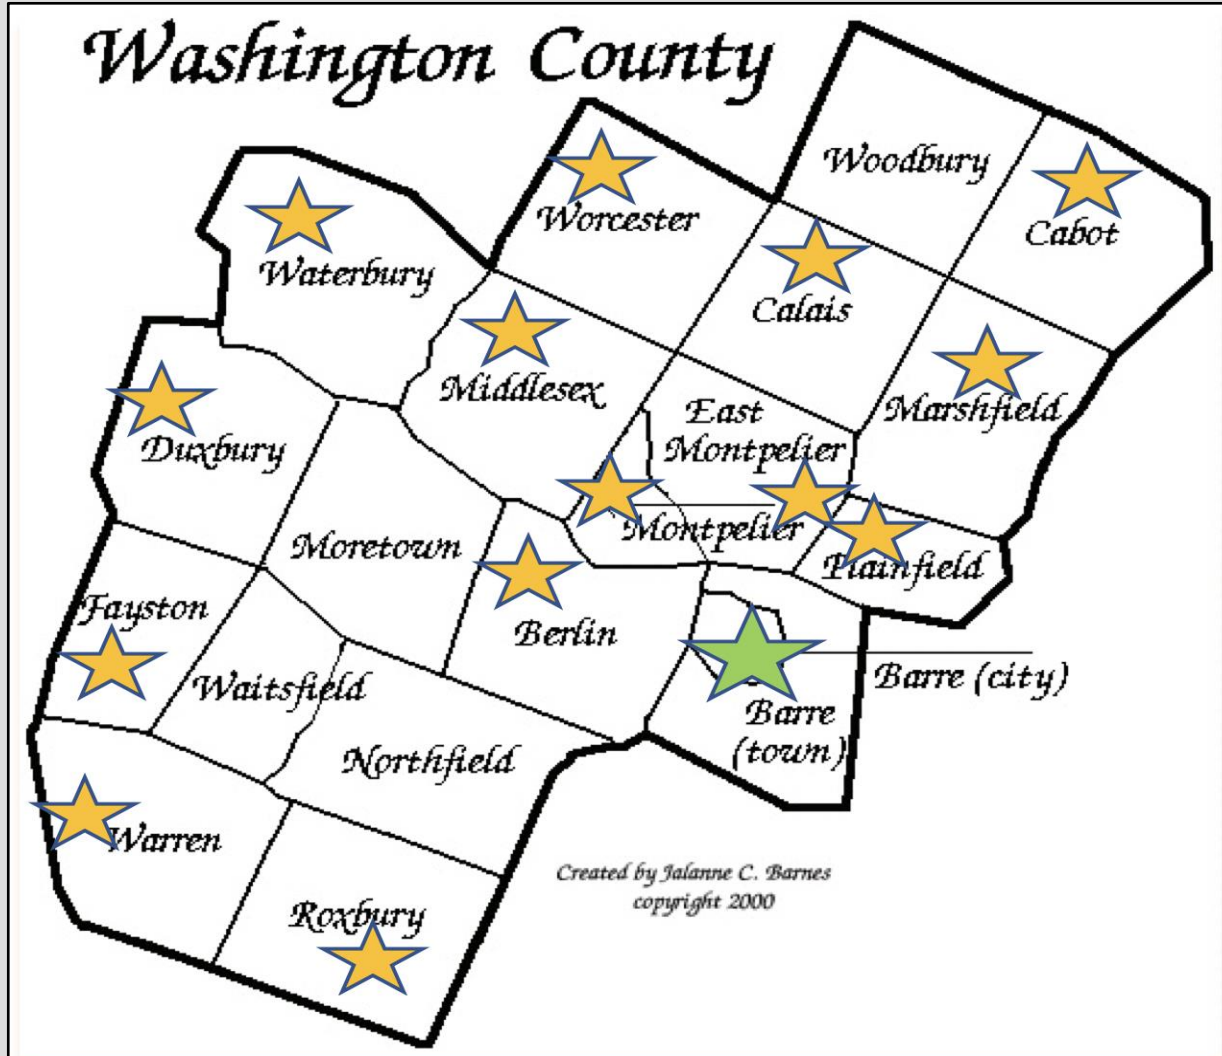 Washington County
Woodbury
Cabot
Worcester
Calais
Waterbury
Middlesex
East
Montpelier
Marshfield
Duxbury
Montpelier
Moretown
Plainfield
Fayston
Berlin
Waitsfield
Barre (city)
Barre
(town)
Northfield
Warren
Created by Jalanne C. Barnes
copyright 2000
Roxbury